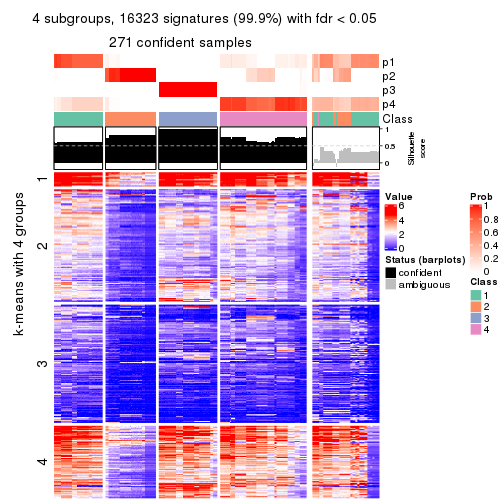 4 subgroups, 16323 signatures (99.9%) with fdr < 0.05
271 confident samples
p1
p2
p3
p4
Class
1
0.5
0
Silhouette
score
k-means with 4 groups
1
2
3
4
Value
6
4
2
0
Status (barplots)
confident
ambiguous
Prob
1
0.8
0.6
0.4
0.2
0
Class
1
2
3
4